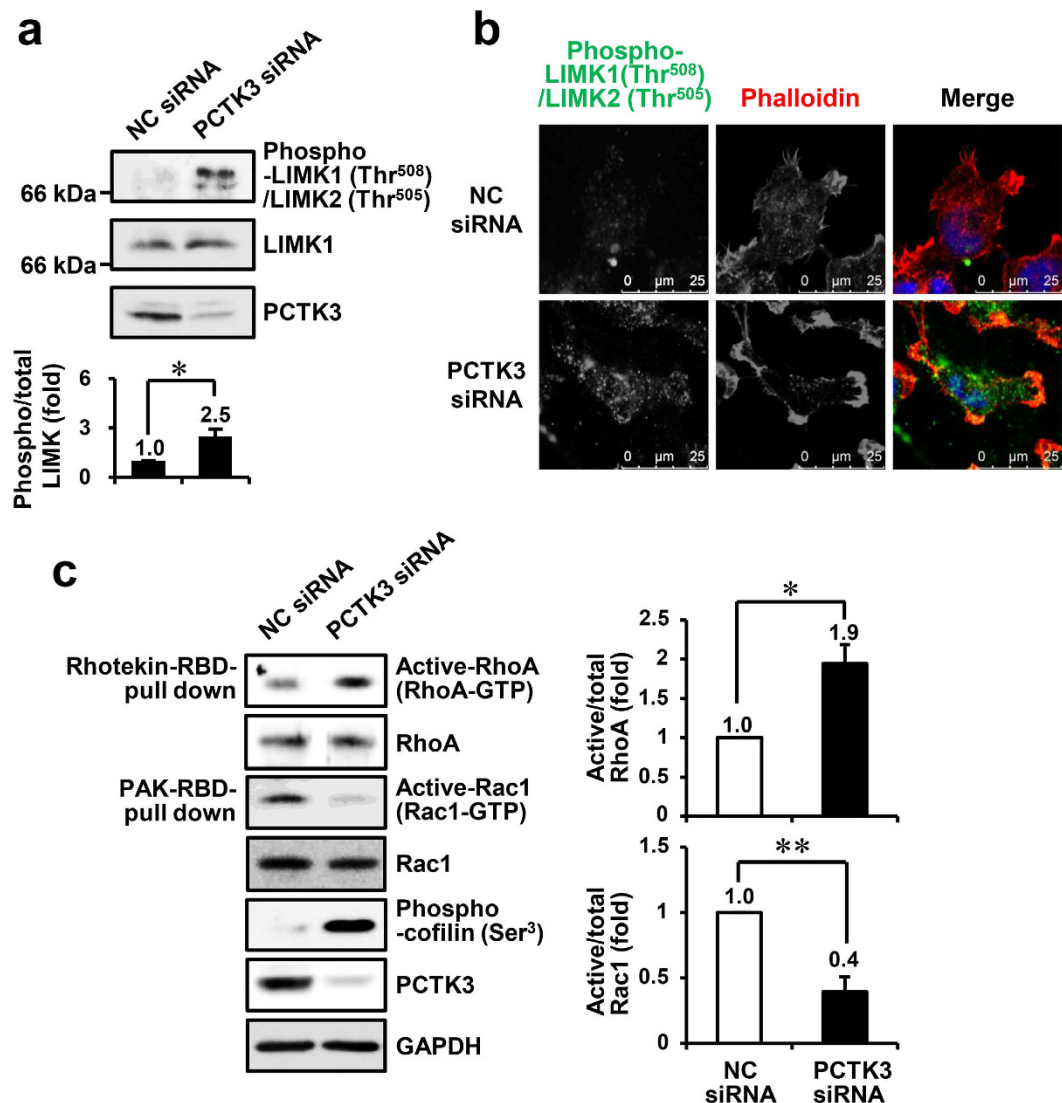 a
NC siRNA
PCTK3 siRNA
Phospho
-LIMK1 (Thr⁵⁰⁸)
/LIMK2 (Thr⁵⁰⁵)
66 kDa
LIMK1
66 kDa
PCTK3
Phospho/total
LIMK (fold)
6
3
0
1.0
2.5
*
b
Phospho-
LIMK1(Thr⁵⁰⁸)
/LIMK2 (Thr⁵⁰⁵)
Phalloidin
Merge
NC
siRNA
0 µm 25
0 µm 25
0 µm 25
PCTK3
siRNA
0 µm 25
0 µm 25
0 µm 25
c
NC siRNA
PCTK3 siRNA
Rhotekin-RBD-
pull down
Active-RhoA
(RhoA-GTP)
RhoA
PAK-RBD-
pull down
Active-Rac1
(Rac1-GTP)
Rac1
Phospho
-cofilin (Ser³)
PCTK3
GAPDH
Active/total
RhoA (fold)
2.5
2
1.5
1
0.5
0
1.0
1.9
*
Active/total
Rac1 (fold)
1.5
1
0.5
0
1.0
0.4
**
NC
siRNA
PCTK3
siRNA